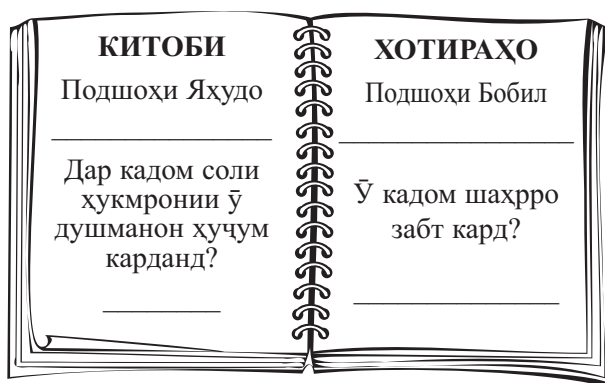 КИТОБИ
Подшоҳи Яҳудо
Дар кадом соли
ҳукмронии ӯ
душманон ҳуҷум
карданд?
ХОТИРАҲО
Подшоҳи Бобил
Ӯ кадом шаҳрро
забт кард?